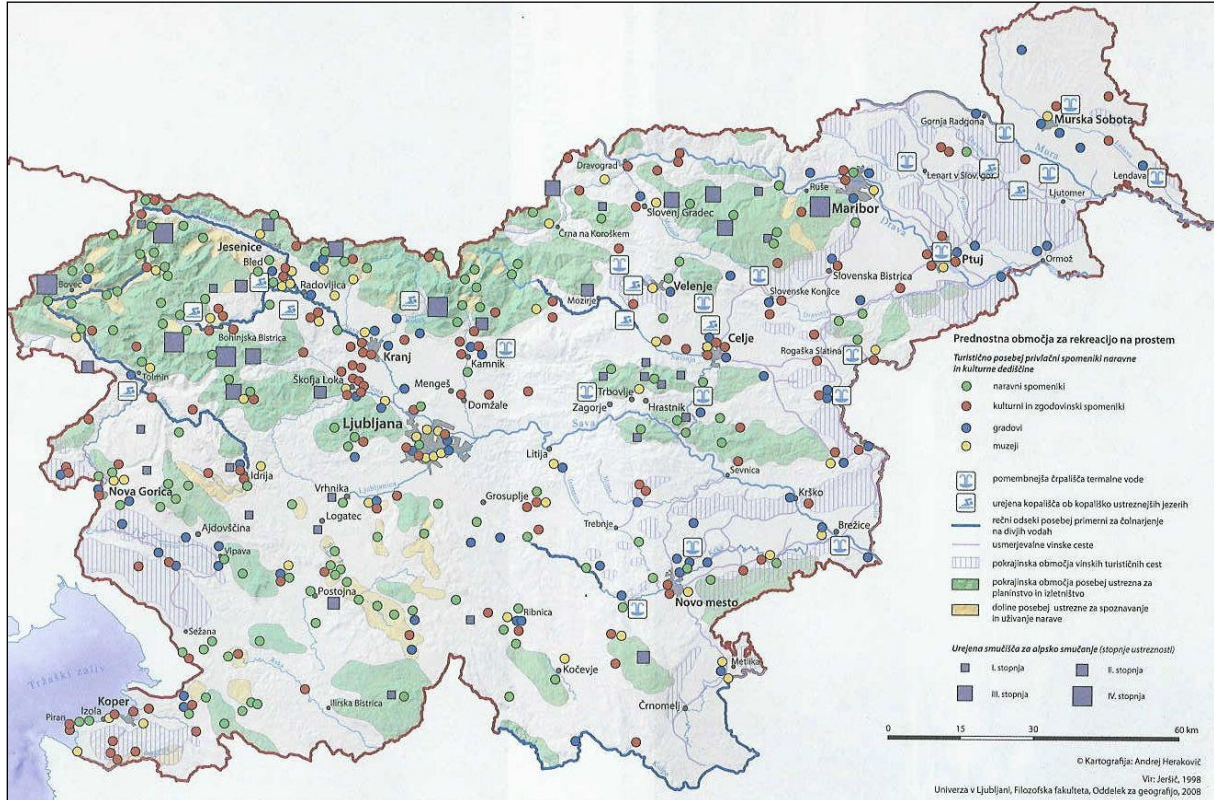 Gornja Radgona
Murska Sobota
Mura
Ledava
Lendava
Lenart v Slov. gor.
Ljutomer
Dravograd
Ruše
Maribor
Drava
Slovenj Gradec
Črna na Koroškem
Ptuj
Ormož
Jesenice
Bled
Radovljica
Bovec
Velenje
Mozirje
Slovenska Bistrica
Slovenske Konjice
Bohinjska Bistrica
Kranj
Kamnik
Celje
Rogaška Slatina
Tolmin
Škofja Loka
Mengeš
Domžale
Trbovlje
Zagorje
Hrastnik
Ljubljana
Sava
Litija
Sevnica
Idrija
Nova Gorica
Vrhnika
Ljubljanica
Logatec
Grosuplje
Krško
Trebnje
Brežice
Ajdovščina
Vipava
Postojna
Novo mesto
Ribnica
Sežana
Kočevje
Metlika
Tržaški zaliv
Koper
Izola
Piran
Ilirska Bistrica
Črnomelj
Prednostna območja za rekreacijo na prostem
Turistično posebej privlačni spomeniki naravne
in kulturne dediščine
naravni spomeniki
kulturni in zgodovinski spomeniki
gradovi
muzeji
pomembnejša črpališča termalne vode
urejena kopališča ob kopališko ustreznejših jezerih
rečni odseki posebej primerni za čolnarjenje
na divjih vodah
usmerjevalne vinske ceste
pokrajinska območja vinskih turističnih cest
pokrajinska območja posebej ustrezna za
planinstvo in izletništvo
doline posebej ustrezne za spoznavanje
in uživanje narave
Urejena smučišča za alpsko smučanje (stopnje ustreznosti)
I. stopnja
II. stopnja
III. stopnja
IV. stopnja
0 15 30 60 km
© Kartografija: Andrej Herakovič
Vir: Jeršič, 1998
Univerza v Ljubljani, Filozofska fakulteta, Oddelek za geografijo, 2008